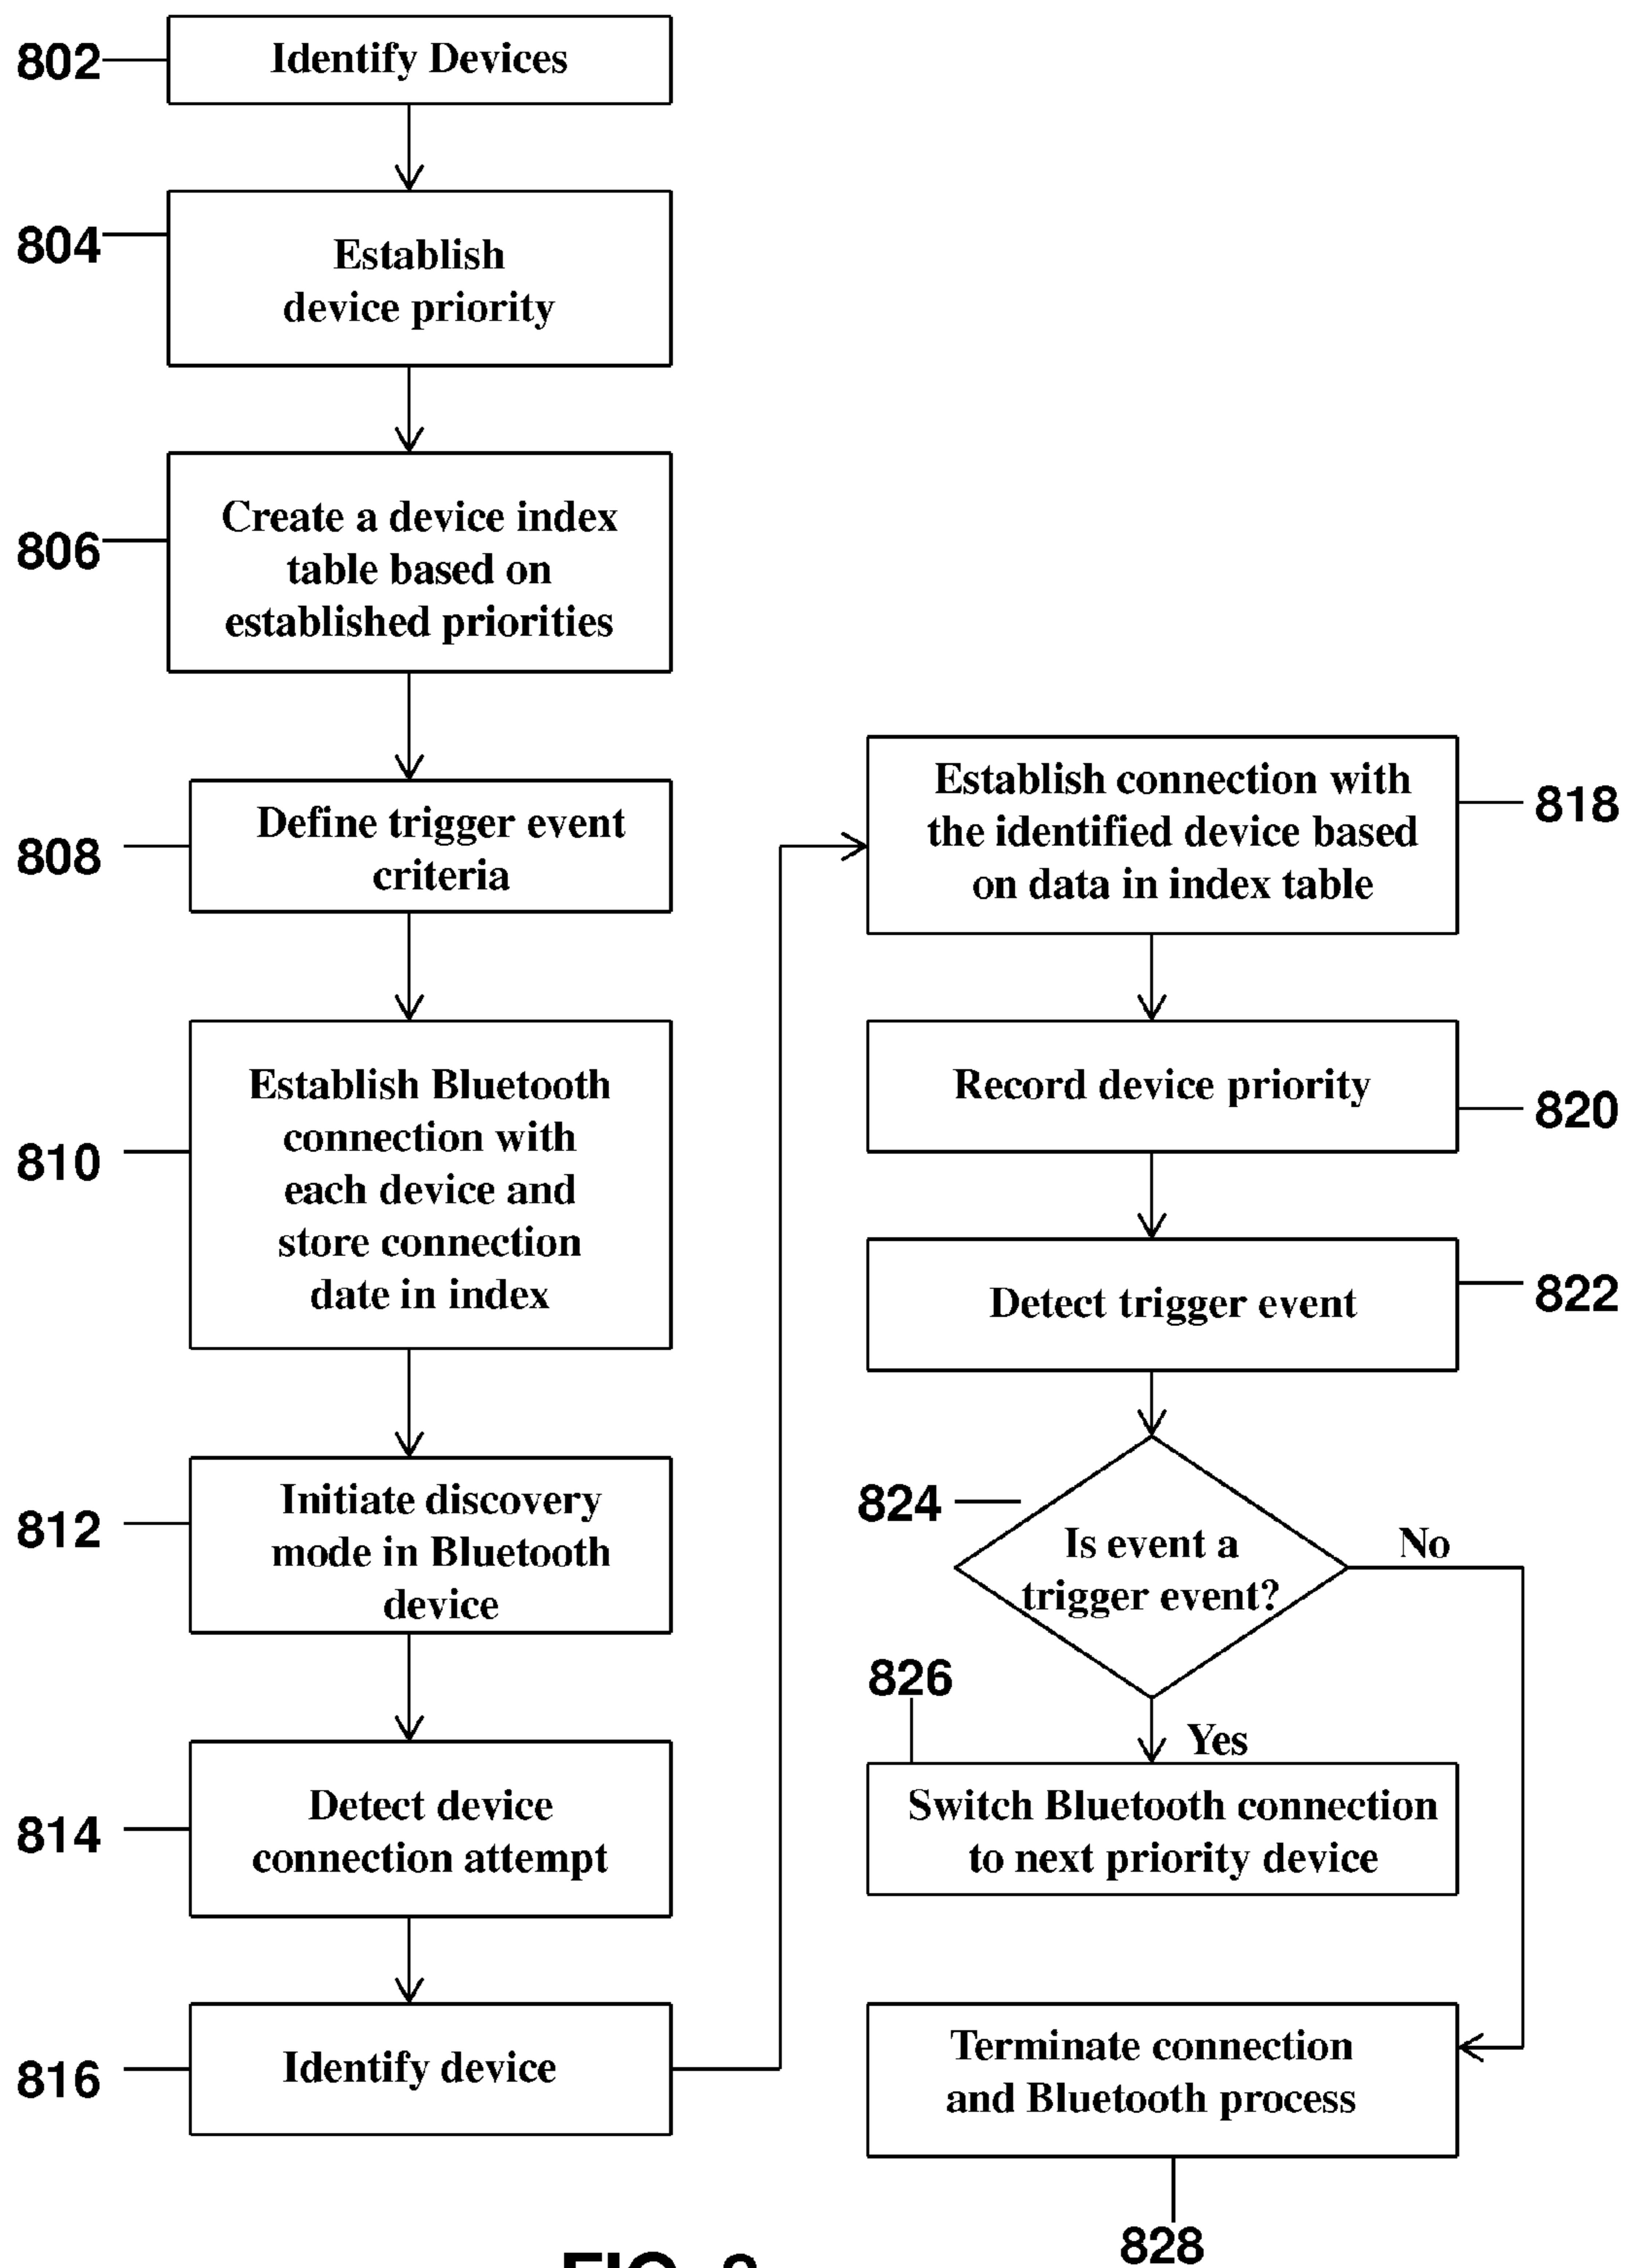 802
Identify Devices
804
Establish
device priority
806
Create a device index
table based on
established priorities
808
Define trigger event
criteria
810
Establish Bluetooth
connection with
each device and
store connection
date in index
812
Initiate discovery
mode in Bluetooth
device
814
Detect device
connection attempt
816
Identify device
818
Establish connection with
the identified device based
on data in index table
820
Record device priority
822
Detect trigger event
824
Is event a
trigger event?
No
Yes
826
Switch Bluetooth connection
to next priority device
Terminate connection
and Bluetooth process
828
FIG.